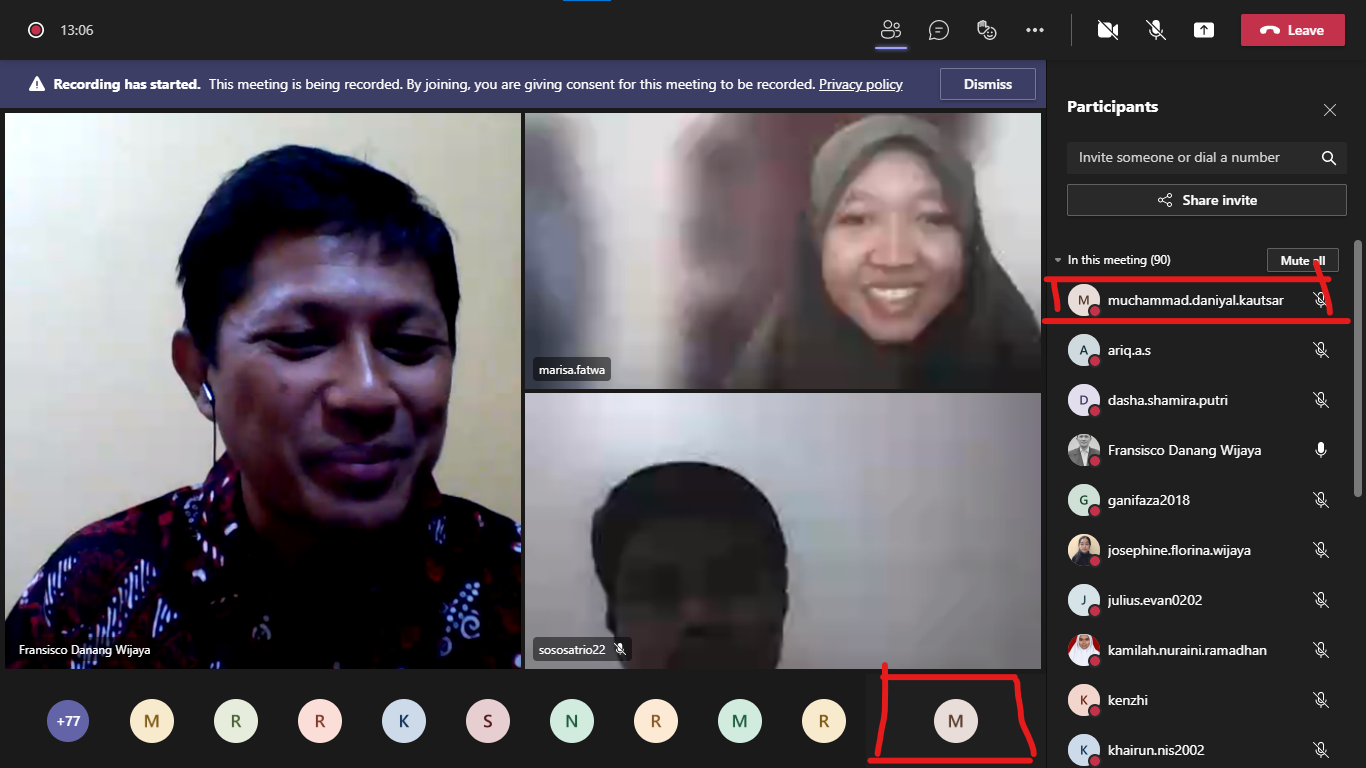 13:06
Leave
Recording has started. This meeting is being recorded. By joining, you are giving consent for this meeting to be recorded. Privacy policy
Dismiss
Fransisco Danang Wijaya
marisa.fatwa
sososatrio22
+77
M
R
R
K
S
N
R
M
R
M
Participants
Invite someone or dial a number
Share invite
In this meeting (90)
Mute all
M muchammad.daniyal.kautsar
A ariq.a.s
D dasha.shamira.putri
Fransisco Danang Wijaya
G ganifaza2018
josephine.florina.wijaya
J julius.evan0202
kamilah.nuraini.ramadhan
K kenzhi
K khairun.nis2002